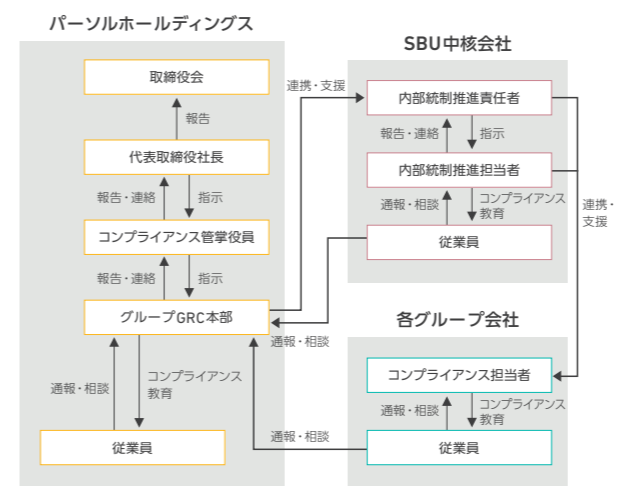 パーソルホールディングス
取締役会
報告
代表取締役社長
報告・連絡
指示
コンプライアンス管掌役員
報告・連絡
指示
グループGRC本部
通報・相談
コンプライアンス
教育
従業員
連携・支援
SBU中核会社
内部統制推進責任者
報告・連絡
指示
内部統制推進担当者
通報・相談
コンプライアンス
教育
従業員
連携・
支援
通報・相談
各グループ会社
コンプライアンス担当者
通報・相談
コンプライアンス
教育
従業員
通報・相談